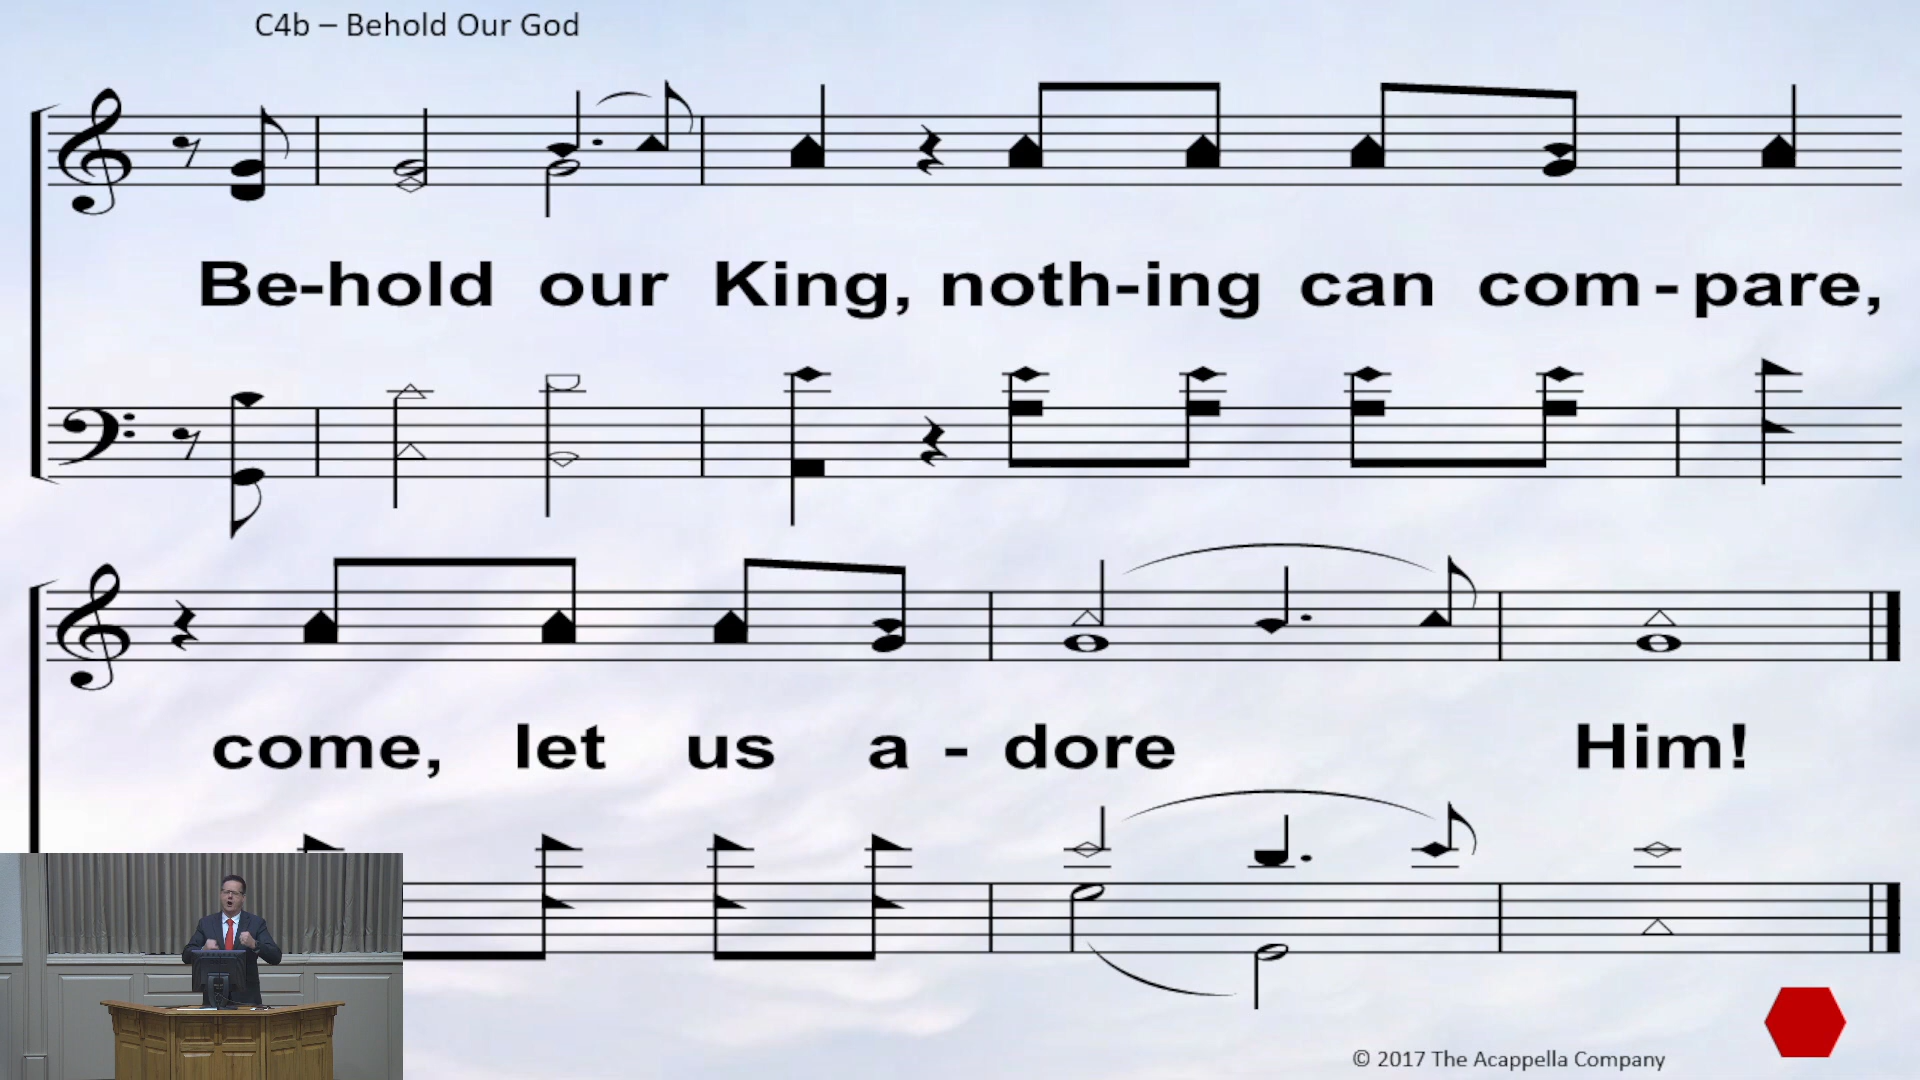 C4b – Behold Our God
Be-hold our King, noth-ing can com-pare,
come, let us a - dore Him!
© 2017 The Acappella Company